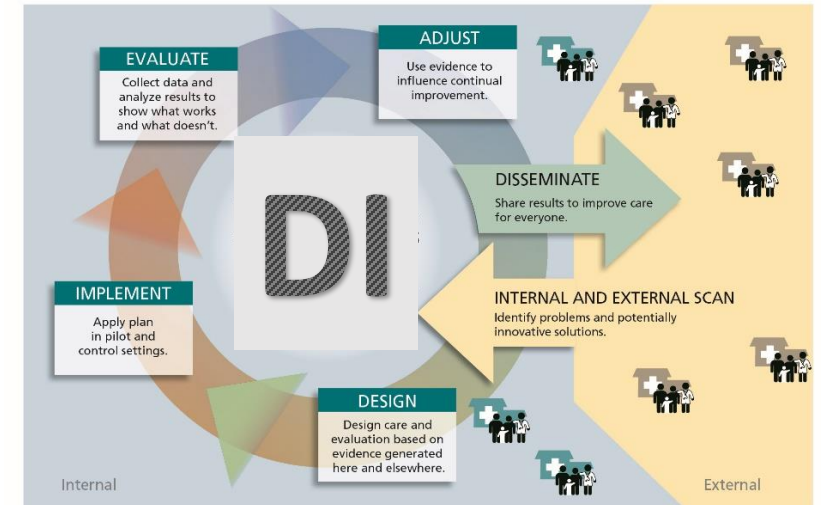 EVALUATE
Collect data and
analyze results to
show what works
and what doesn't.
ADJUST
Use evidence to
influence continual
improvement.
DISSEMINATE
Share results to improve care
for everyone.
DI
INTERNAL AND EXTERNAL SCAN
Identify problems and potentially
innovative solutions.
IMPLEMENT
Apply plan
in pilot and
control settings.
DESIGN
Design care and
evaluation based on
evidence generated
here and elsewhere.
Internal
External